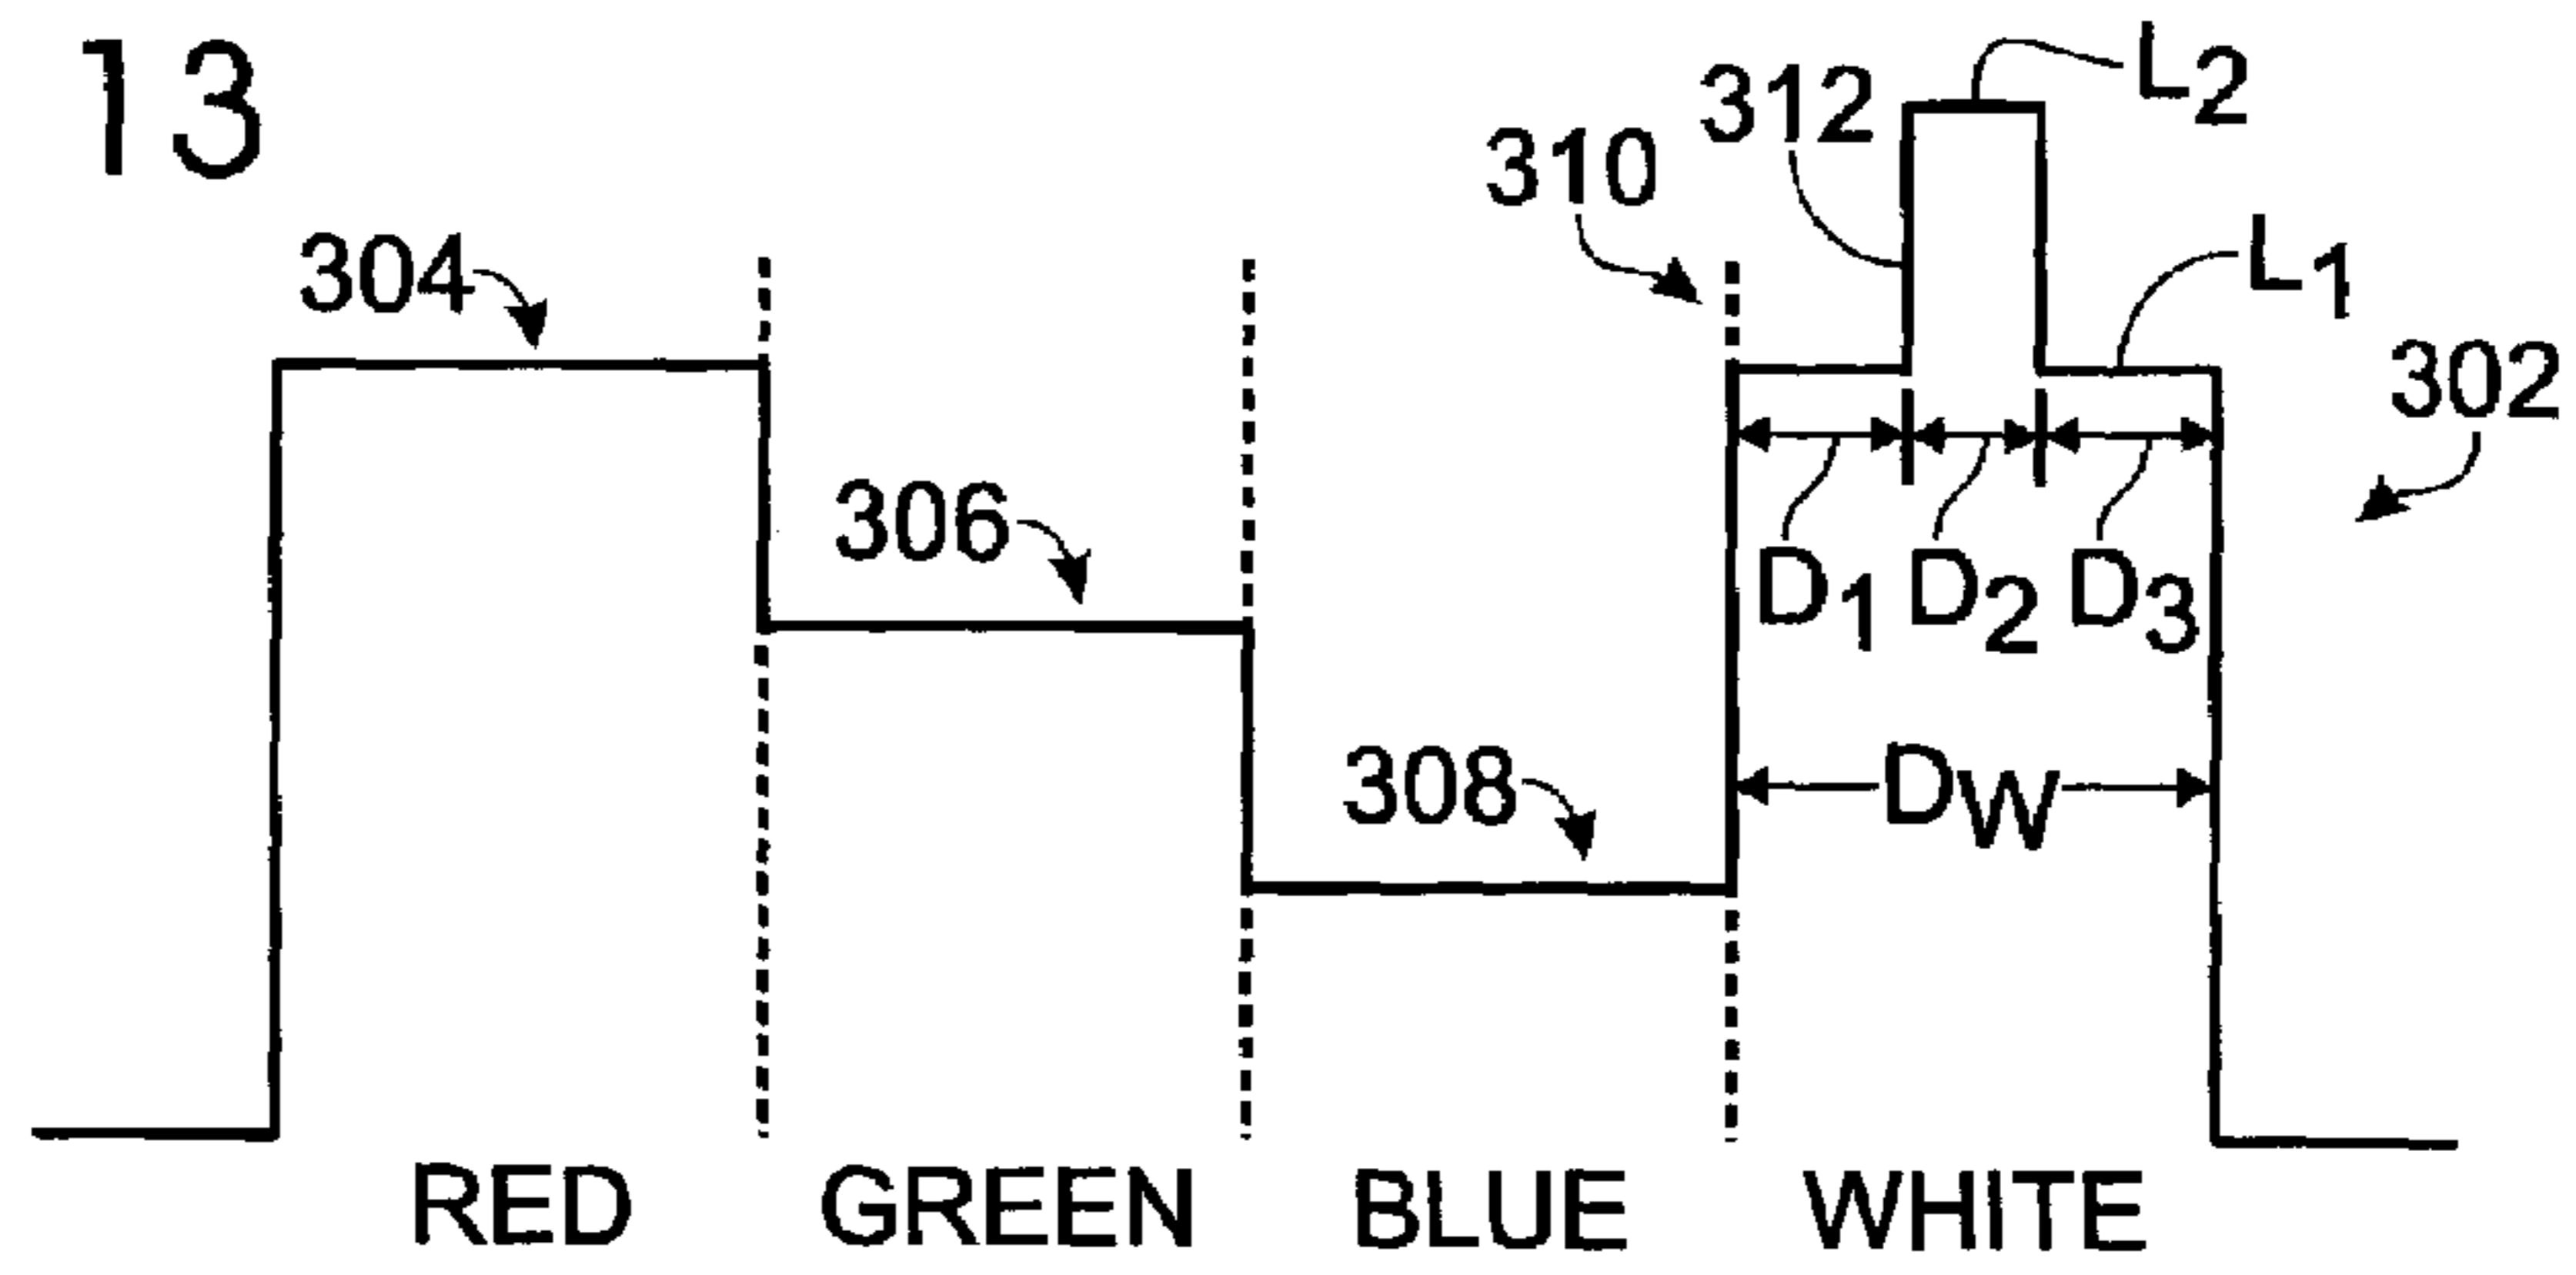 13
L2
312
310
304
L1
302
306
D1 D2 D3
308
DW
RED GREEN BLUE WHITE